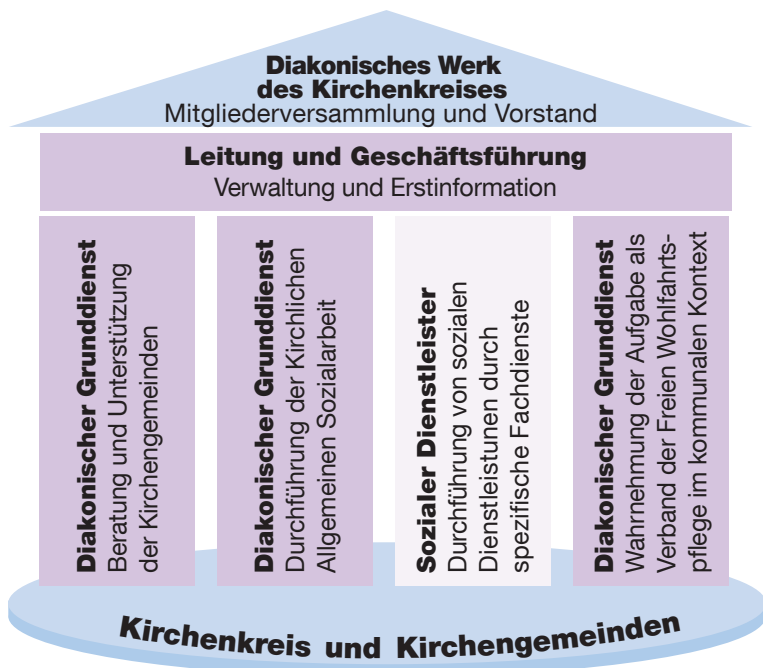 Diakonisches Werk
des Kirchenkreises
Mitgliederversammlung und Vorstand
Leitung und Geschäftsführung
Verwaltung und Erstinformation
Diakonischer Grunddienst
Beratung und Unterstützung
der Kirchengemeinden
Diakonischer Grunddienst
Durchführung der Kirchlichen
Allgemeinen Sozialarbeit
Sozialer Dienstleister
Durchführung von sozialen
Dienstleistunen durch
spezifische Fachdienste
Diakonischer Grunddienst
Wahrnehmung der Aufgabe als
Verband der Freien Wohlfahrts-
pflege im kommunalen Kontext
Kirchenkreis und Kirchengemeinden